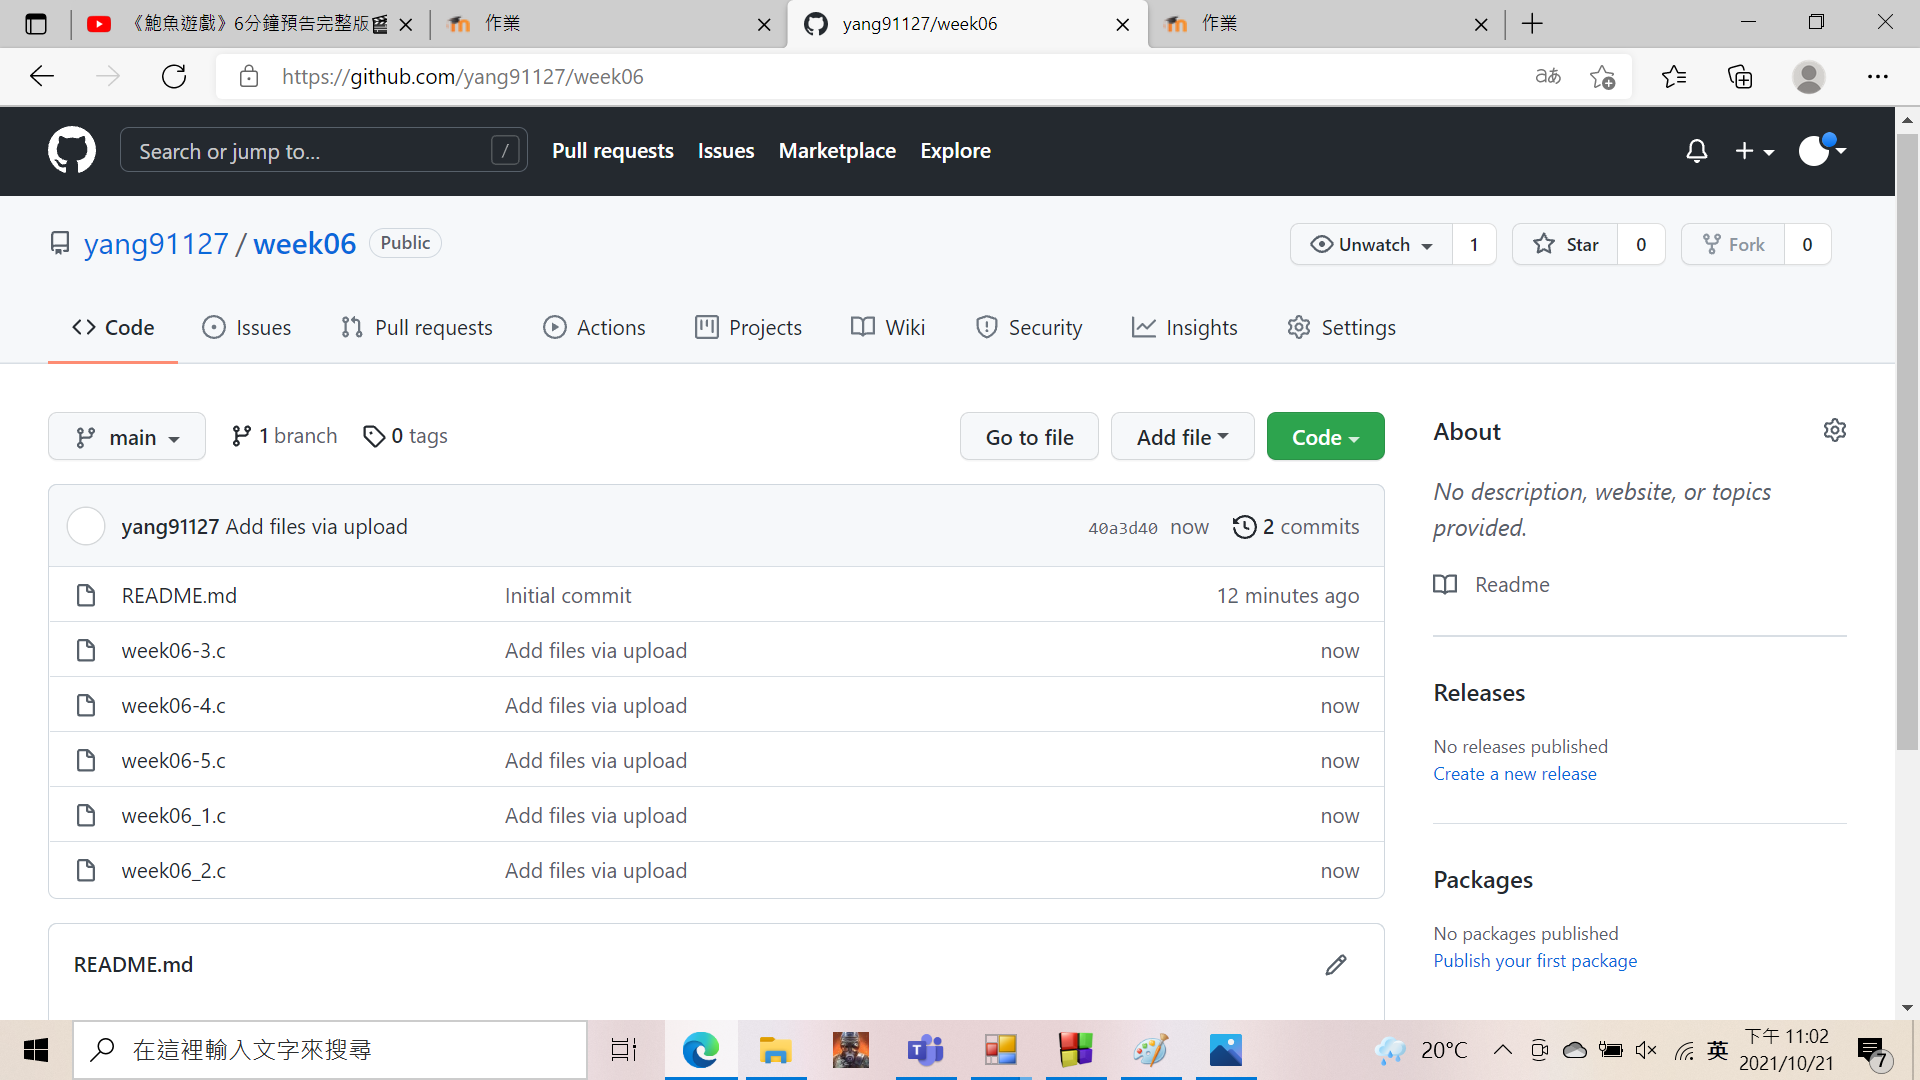 《鮑魚遊戲》6分鐘預告完整版
作業
yang91127/week06
作業
https://github.com/yang91127/week06
aあ
Search or jump to...
/
Pull requests
Issues
Marketplace
Explore
yang91127 / week06
Public
Unwatch
1
Star
0
Fork
0
Code
Issues
Pull requests
Actions
Projects
Wiki
Security
Insights
Settings
main
1 branch
0 tags
Go to file
Add file
Code
About
No description, website, or topics
provided.
Readme
yang91127 Add files via upload
40a3d40 now
2 commits
README.md
Initial commit
12 minutes ago
week06-3.c
Add files via upload
now
week06-4.c
Add files via upload
now
week06-5.c
Add files via upload
now
week06_1.c
Add files via upload
now
week06_2.c
Add files via upload
now
Releases
No releases published
Create a new release
Packages
No packages published
Publish your first package
README.md
在這裡輸入文字來搜尋
20°C
英
下午 11:02
2021/10/21
7